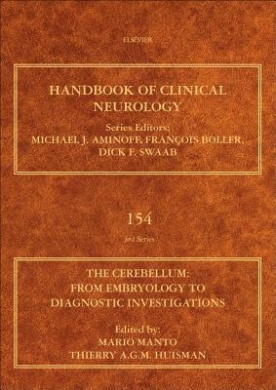 ELSEVIER
HANDBOOK OF CLINICAL
NEUROLOGY
Series Editors:
MICHAEL J. AMINOFF, FRANÇOIS BOLLER,
DICK F. SWAAB
154
3rd Series
THE CEREBELLUM:
FROM EMBRYOLOGY TO
DIAGNOSTIC INVESTIGATIONS
Edited by:
MARIO MANTO
THIERRY A.G.M. HUISMAN